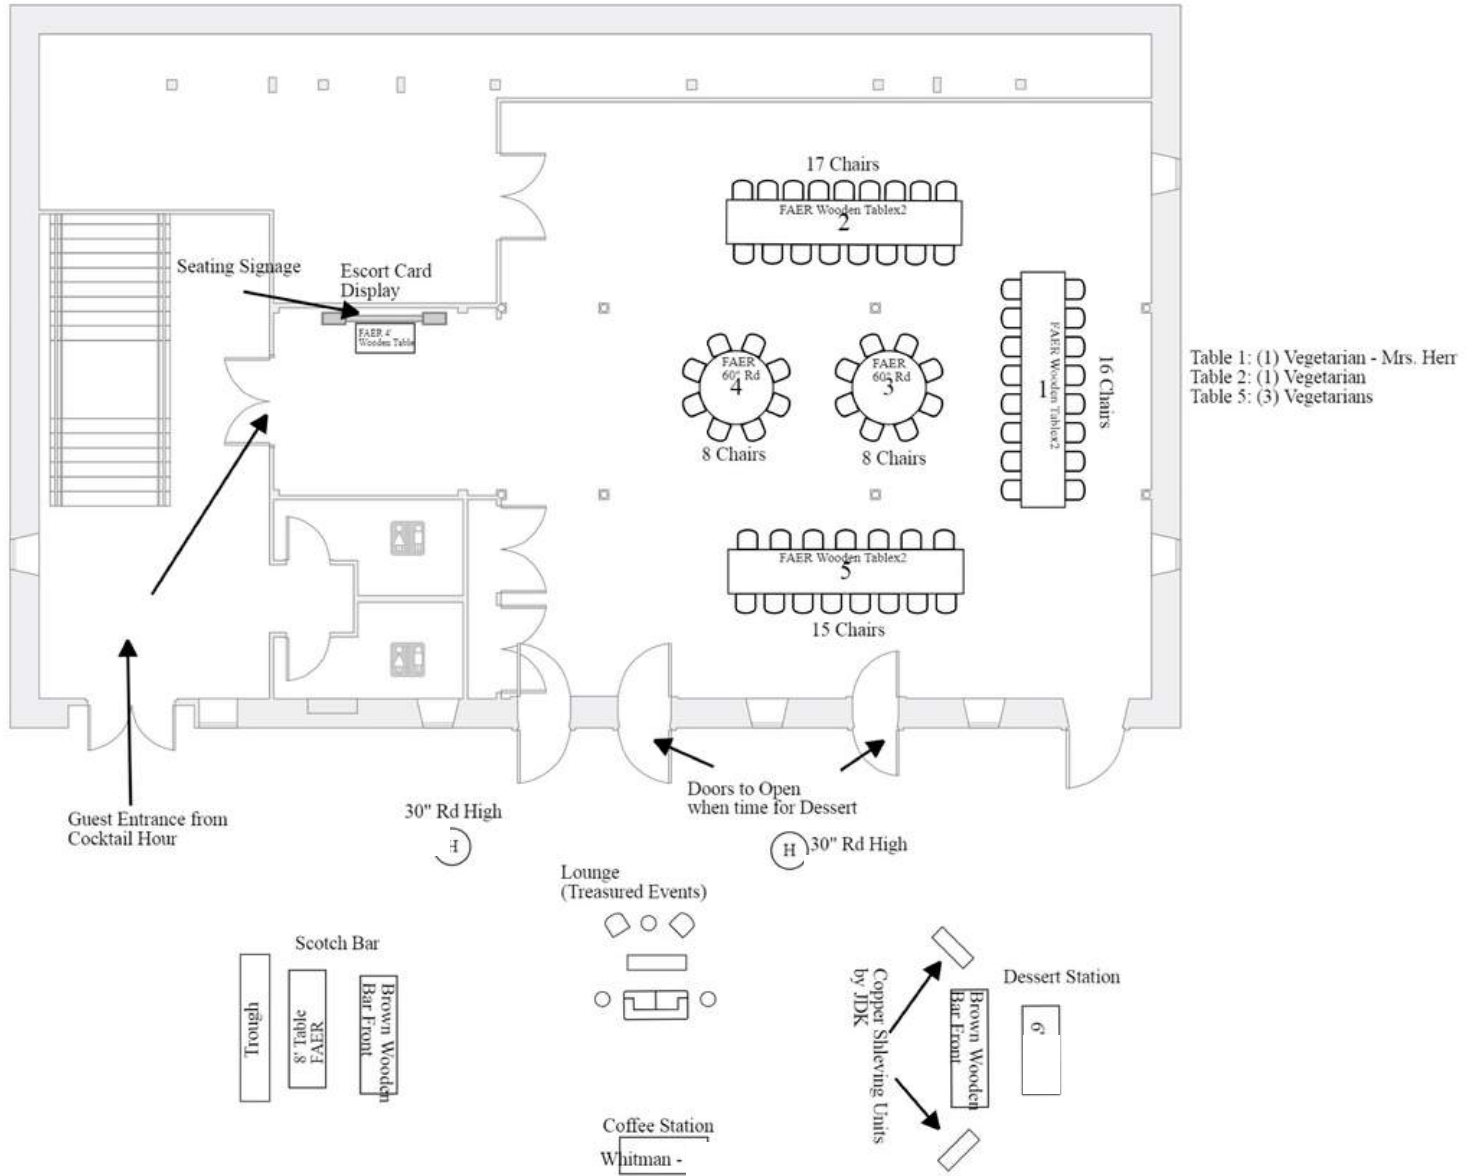 17 Chairs
FAER Wooden Tablex2
2
Seating Signage
Escort Card
Display
FAER 4'
Wooden Table
FAER
60" Rd
4
8 Chairs
FAER
60" Rd
3
8 Chairs
FAER Wooden Tablex2
1
16 Chairs
Table 1: (1) Vegetarian - Mrs. Herr
Table 2: (1) Vegetarian
Table 5: (3) Vegetarians
FAER Wooden Tablex2
5
15 Chairs
Guest Entrance from
Cocktail Hour
Doors to Open
when time for Dessert
30" Rd High
H
H
30" Rd High
Lounge
(Treasured Events)
Scotch Bar
Trough
8' Table
FAER
Brown Wooden
Bar Front
Copper Shleving Units
by JDK
Dessert Station
Brown Wooden
Bar Front
6'
Coffee Station
Whitman -